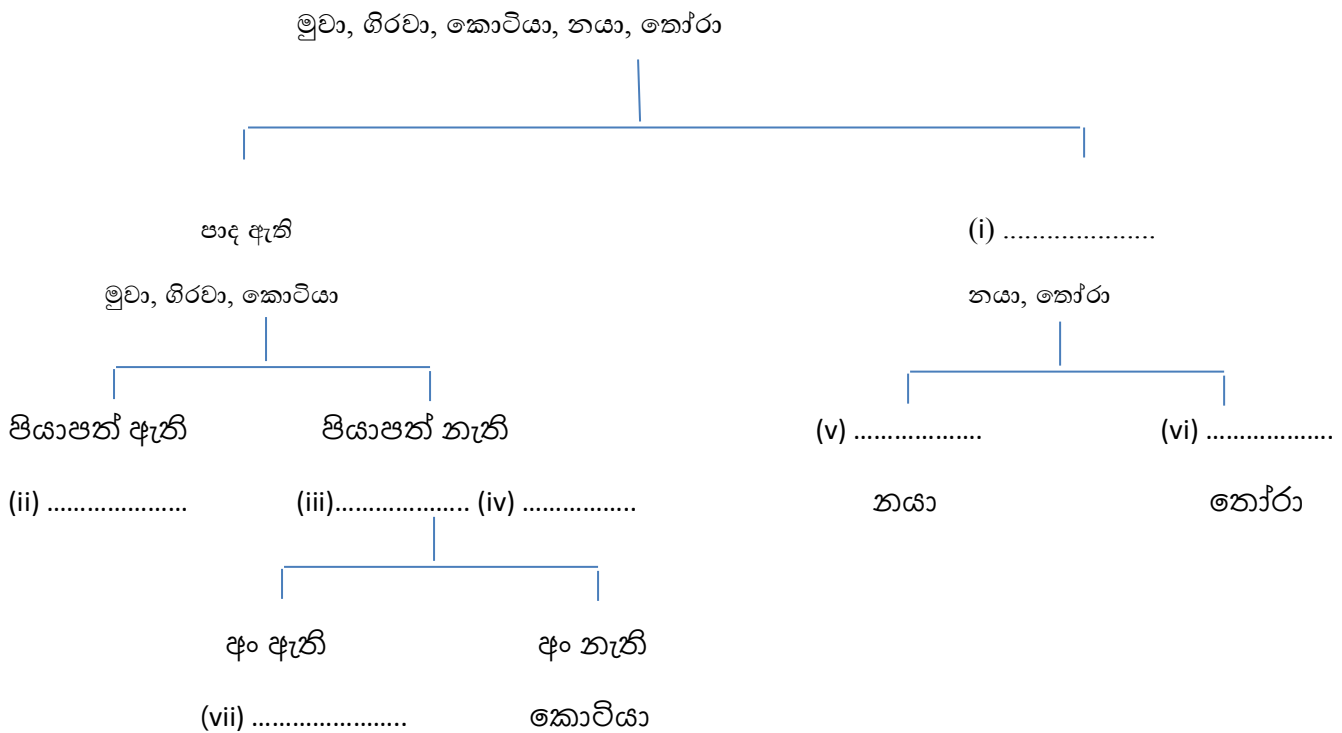 මුවා, ගිරවා, කොටියා, නයා, තෝරා
පාද ඇති (i) .....................
මුවා, ගිරවා, කොටියා නයා, තෝරා
පියාපත් ඇති පියාපත් නැති (v) ................... (vi) ...................
(ii) ..................... (iii).................... (iv) ................. නයා තෝරා
අං ඇති අං නැති
(vii) ...................... කොටියා